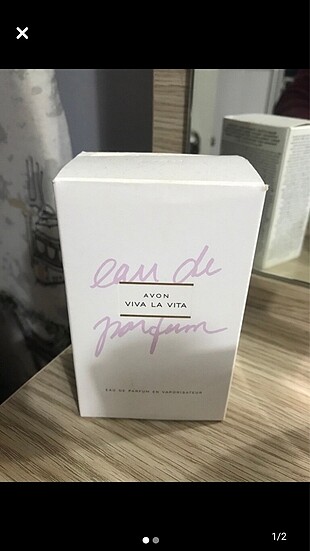 eau de
AVON
VIVA LA VITA
parfum
EAU DE PARFUM EN VAPORISATEUR
1/2